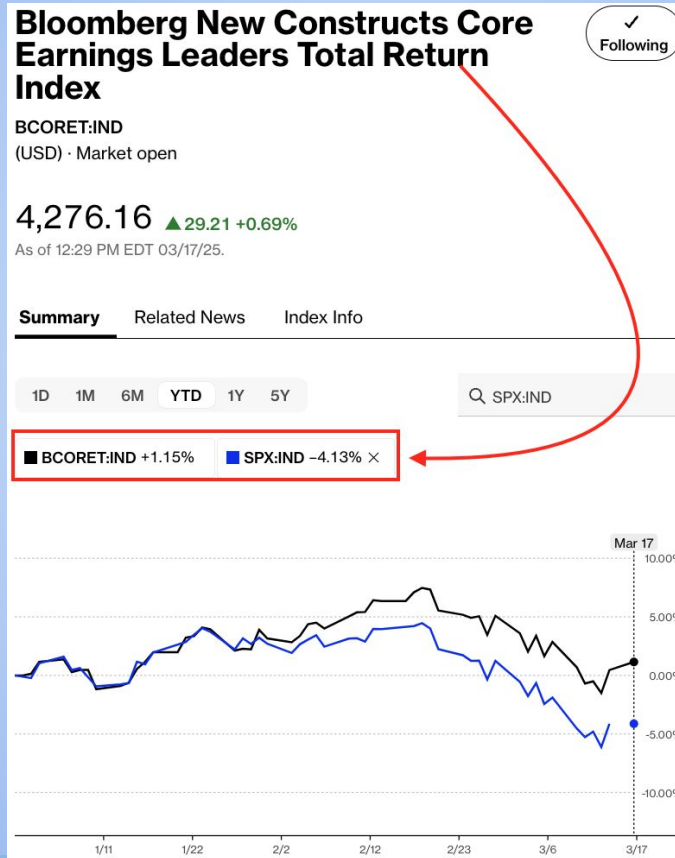 Bloomberg New Constructs Core
Earnings Leaders Total Return
Index
✓
Following
BCORET:IND
(USD) · Market open
4,276.16 ▲29.21 +0.69%
As of 12:29 PM EDT 03/17/25.
Summary Related News Index Info
1D 1M 6M YTD 1Y 5Y
SPX:IND
BCORET:IND +1.15% SPX:IND −4.13% ×
Mar 17
10.00%
5.00%
0.00%
-5.00%
-10.00%
1/11 1/22 2/2 2/12 2/23 3/6 3/17